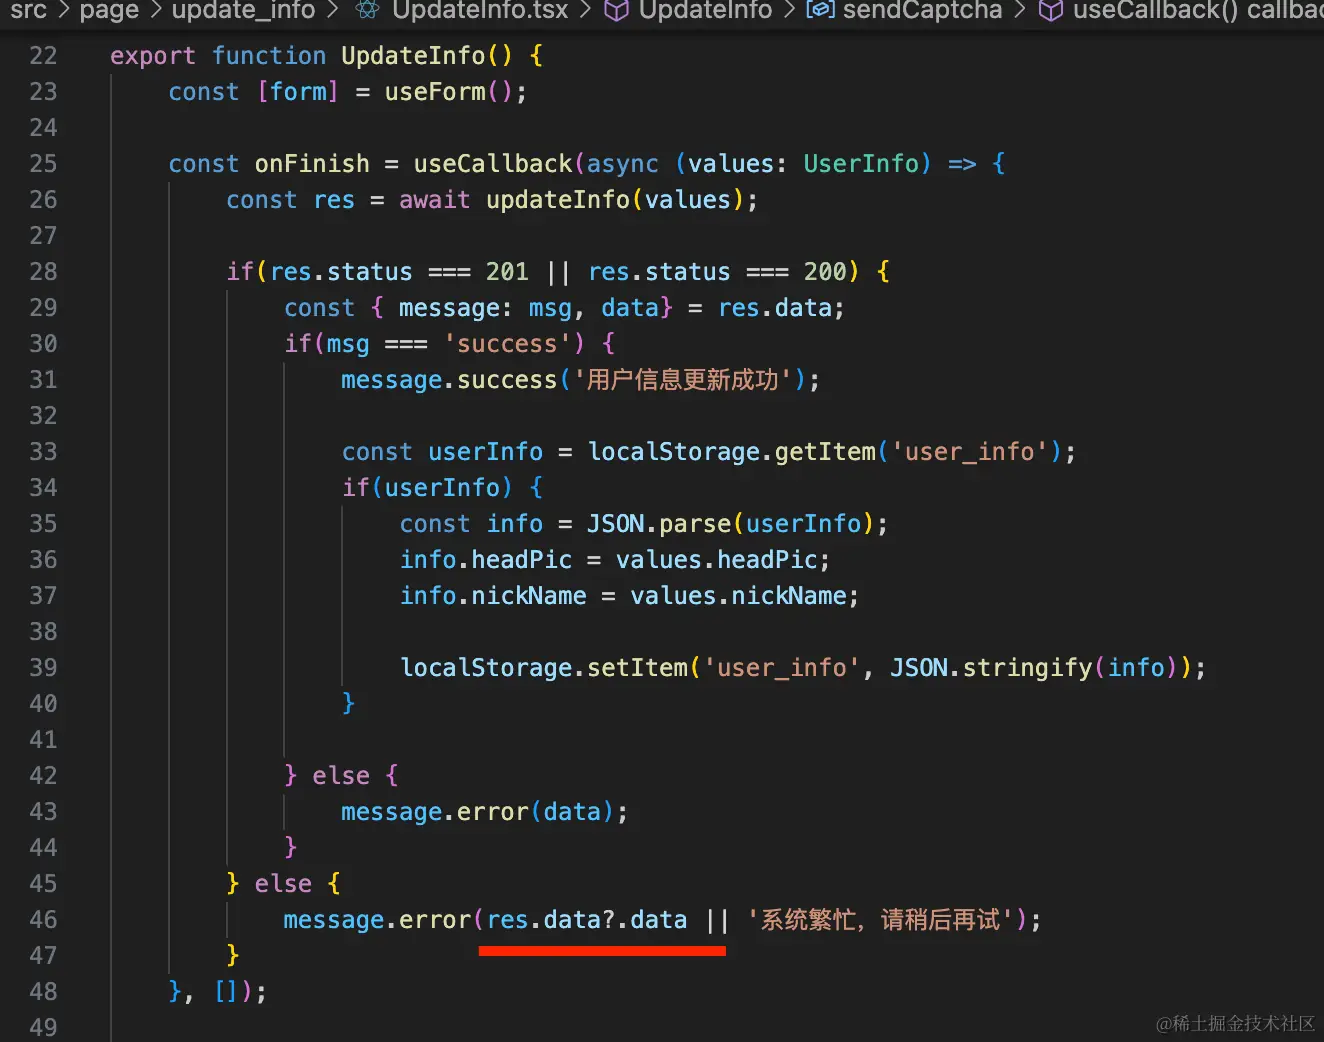 src > page > update_info > UpdateInfo.tsx > UpdateInfo > sendCaptcha > useCallback() callbac
22 export function UpdateInfo() {
23 const [form] = useForm();
24
25 const onFinish = useCallback(async (values: UserInfo) => {
26 const res = await updateInfo(values);
27
28 if(res.status === 201 || res.status === 200) {
29 const { message: msg, data} = res.data;
30 if(msg === 'success') {
31 message.success('用户信息更新成功');
32
33 const userInfo = localStorage.getItem('user_info');
34 if(userInfo) {
35 const info = JSON.parse(userInfo);
36 info.headPic = values.headPic;
37 info.nickName = values.nickName;
38
39 localStorage.setItem('user_info', JSON.stringify(info));
40 }
41
42 } else {
43 message.error(data);
44 }
45 } else {
46 message.error(res.data?.data || '系统繁忙，请稍后再试');
47 }
48 }, []);
49
@稀土掘金技术社区